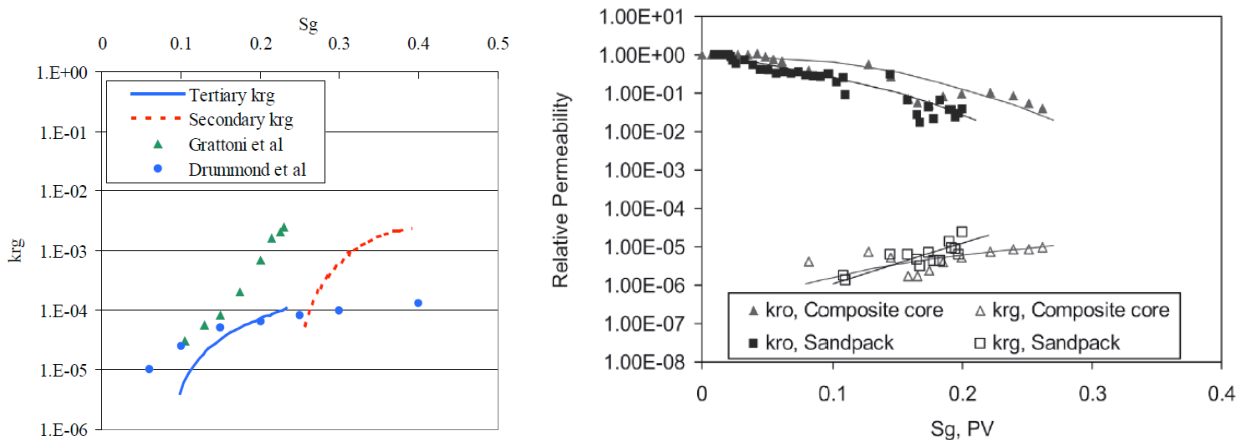 Sg
0 0.1 0.2 0.3 0.4 0.5
1.E+00
1.E-01
1.E-02
1.E-03
1.E-04
1.E-05
1.E-06
krg
Tertiary krg
Secondary krg
Grattoni et al
Drummond et al
1.00E+01
1.00E+00
1.00E-01
1.00E-02
1.00E-03
1.00E-04
1.00E-05
1.00E-06
1.00E-07
1.00E-08
Relative Permeability
kro, Composite core krg, Composite core
kro, Sandpack krg, Sandpack
0 0.1 0.2 0.3 0.4
Sg, PV